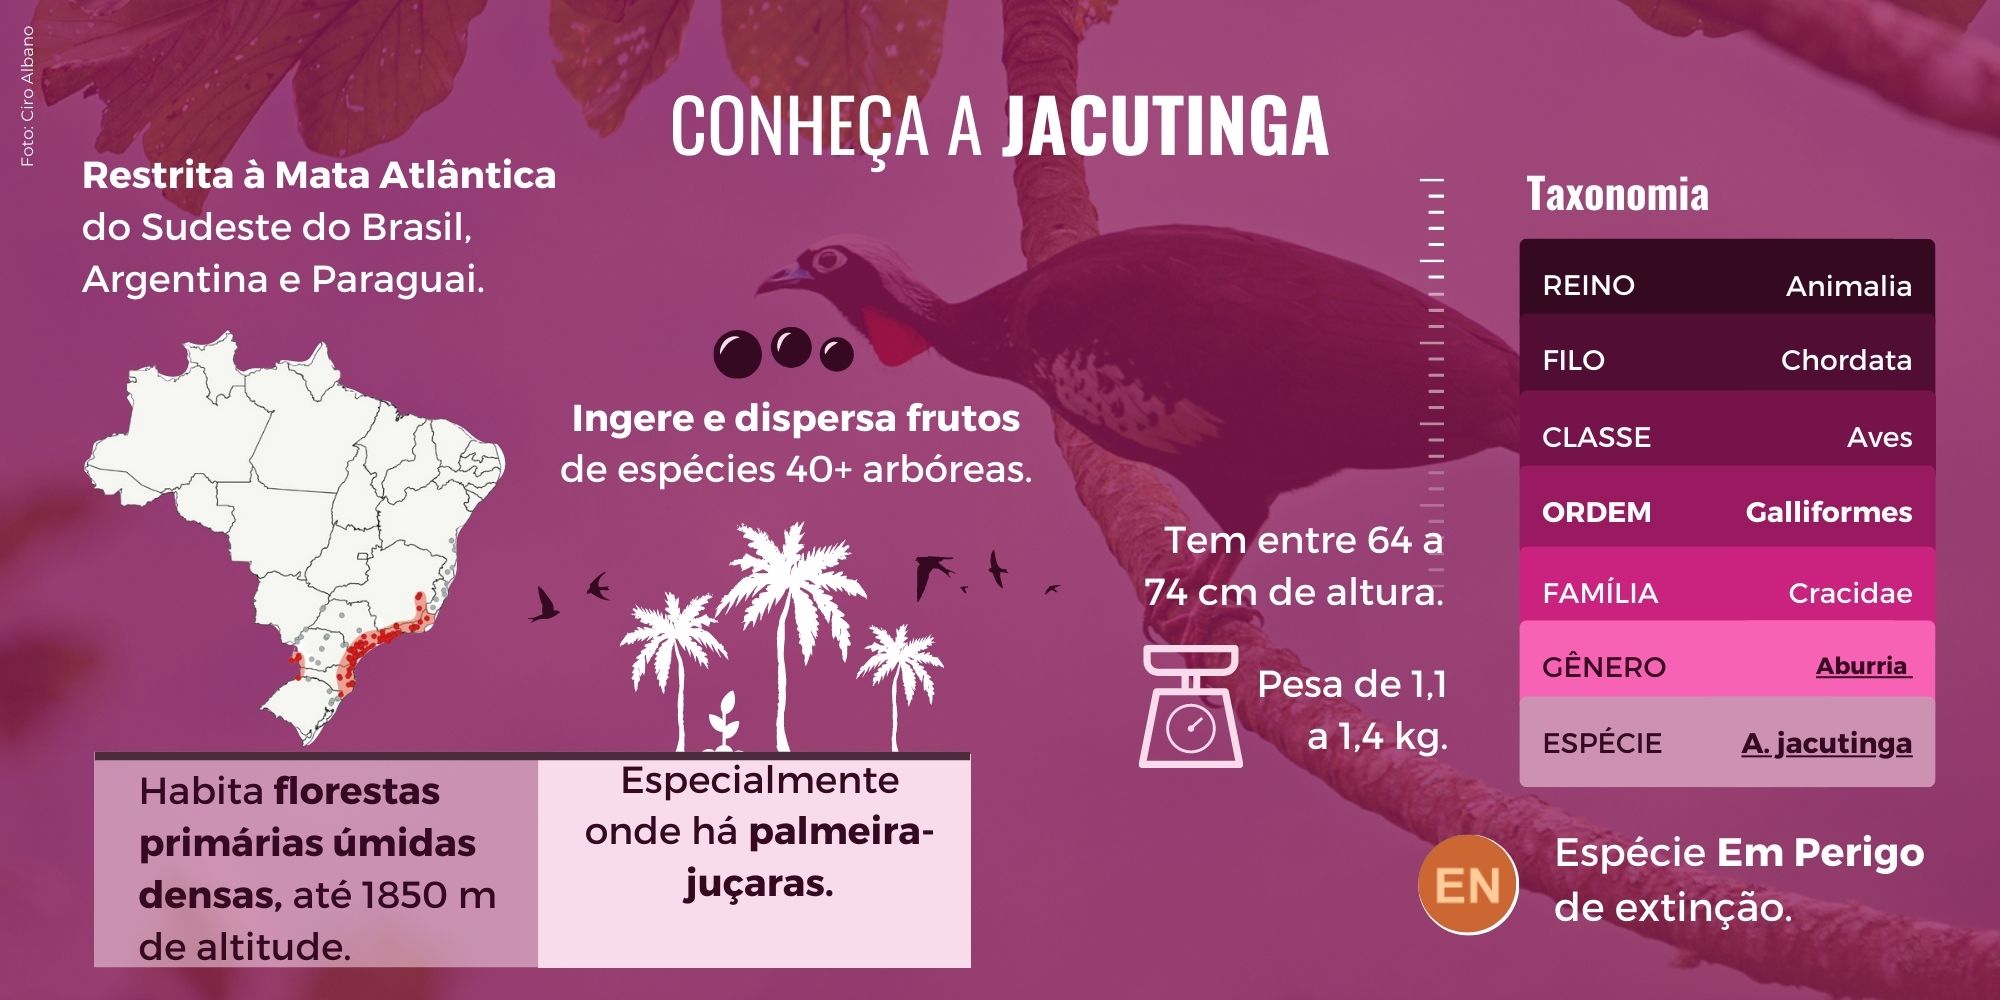 Foto: Ciro Albano
CONHEÇA A JACUTINGA
Restrita à Mata Atlântica
do Sudeste do Brasil,
Argentina e Paraguai.
Ingere e dispersa frutos
de espécies 40+ arbóreas.
Habita florestas
primárias úmidas
densas, até 1850 m
de altitude.
Especialmente
onde há palmeira-
juçaras.
Tem entre 64 a
74 cm de altura.
Pesa de 1,1
a 1,4 kg.
Taxonomia
REINO Animalia
FILO Chordata
CLASSE Aves
ORDEM Galliformes
FAMÍLIA Cracidae
GÊNERO Aburria
ESPÉCIE A. jacutinga
EN
Espécie Em Perigo
de extinção.